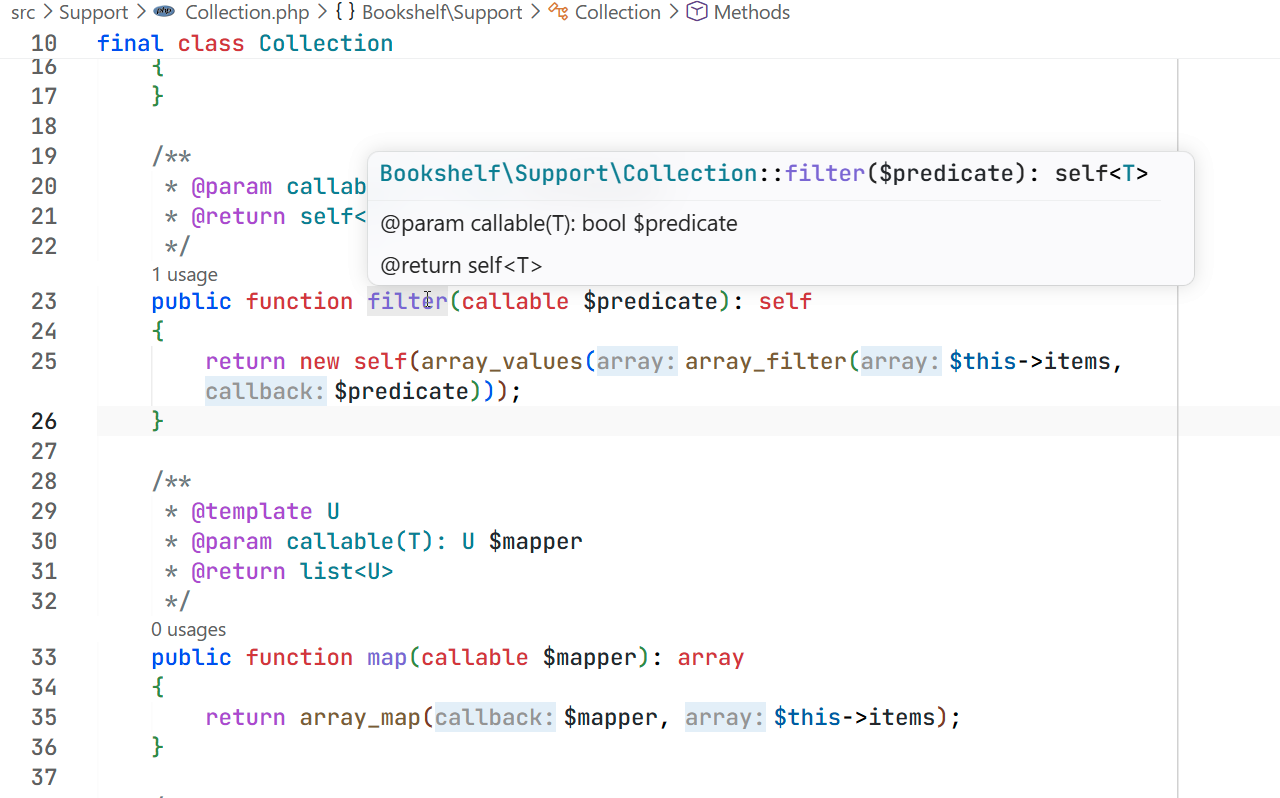 src > Support > php Collection.php > {} Bookshelf\Support > Collection > Methods
10 final class Collection
16 {
17 }
18
19 /**
20 * @param callab
21 * @return self<
22 */
Bookshelf\Support\Collection::filter($predicate): self<T>
@param callable(T): bool $predicate
@return self<T>
1 usage
23 public function filter(callable $predicate): self
24 {
25 return new self(array_values(array: array_filter(array: $this->items,
callback: $predicate)));
26 }
27
28 /**
29 * @template U
30 * @param callable(T): U $mapper
31 * @return list<U>
32 */
0 usages
33 public function map(callable $mapper): array
34 {
35 return array_map(callback: $mapper, array: $this->items);
36 }
37